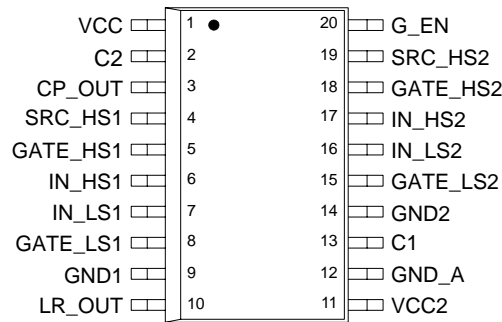 VCC 1 20 G_EN
C2 2 19 SRC_HS2
CP_OUT 3 18 GATE_HS2
SRC_HS1 4 17 IN_HS2
GATE_HS1 5 16 IN_LS2
IN_HS1 6 15 GATE_LS2
IN_LS1 7 14 GND2
GATE_LS1 8 13 C1
GND1 9 12 GND_A
LR_OUT 10 11 VCC2